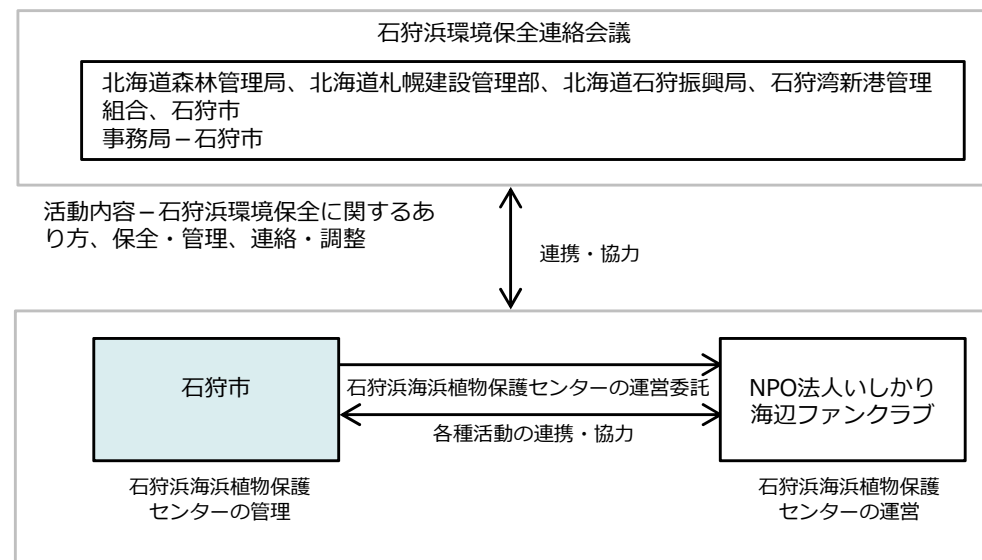 石狩浜環境保全連絡会議
北海道森林管理局、北海道札幌建設管理部、北海道石狩振興局、石狩湾新港管理
組合、石狩市
事務局－石狩市
活動内容－石狩浜環境保全に関するあ
り方、保全・管理、連絡・調整
連携・協力
石狩市
石狩浜海浜植物保護センターの運営委託
各種活動の連携・協力
NPO法人いしかり
海辺ファンクラブ
石狩浜海浜植物保護
センターの管理
石狩浜海浜植物保護
センターの運営